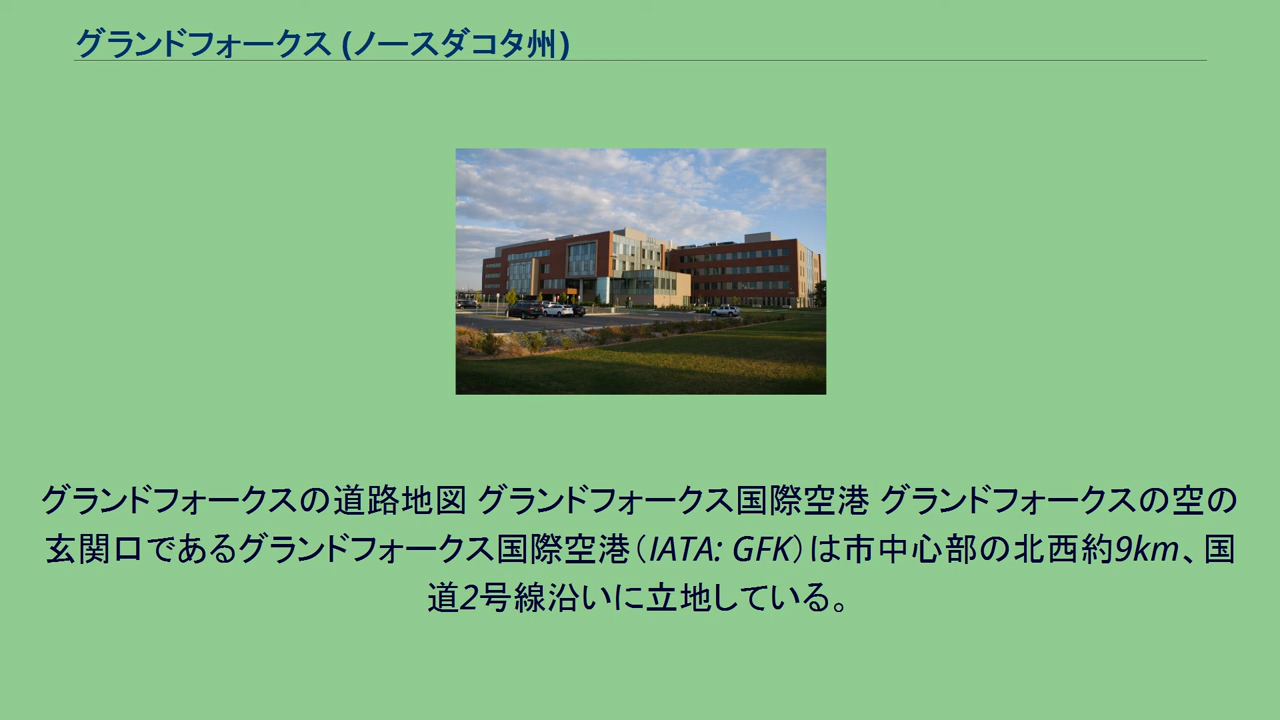 グランドフォークス (ノースダコタ州)
グランドフォークスの道路地図 グランドフォークス国際空港 グランドフォークスの空の
玄関口であるグランドフォークス国際空港（IATA: GFK）は市中心部の北西約9km、国
道2号線沿いに立地している。